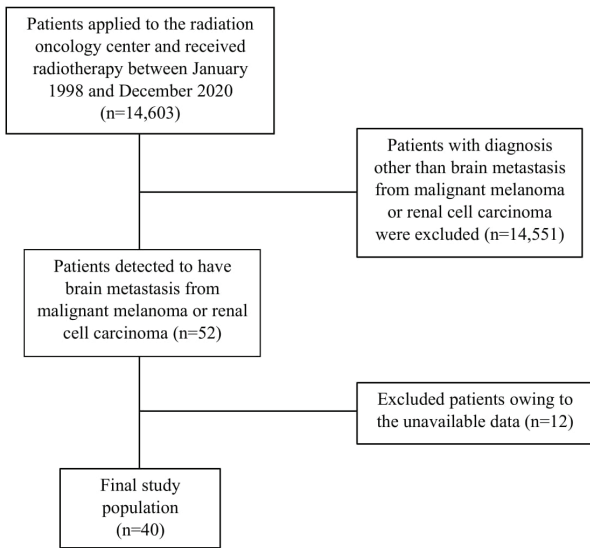 Patients applied to the radiation
oncology center and received
radiotherapy between January
1998 and December 2020
(n=14,603)
Patients with diagnosis
other than brain metastasis
from malignant melanoma
or renal cell carcinoma
were excluded (n=14,551)
Patients detected to have
brain metastasis from
malignant melanoma or renal
cell carcinoma (n=52)
Excluded patients owing to
the unavailable data (n=12)
Final study
population
(n=40)